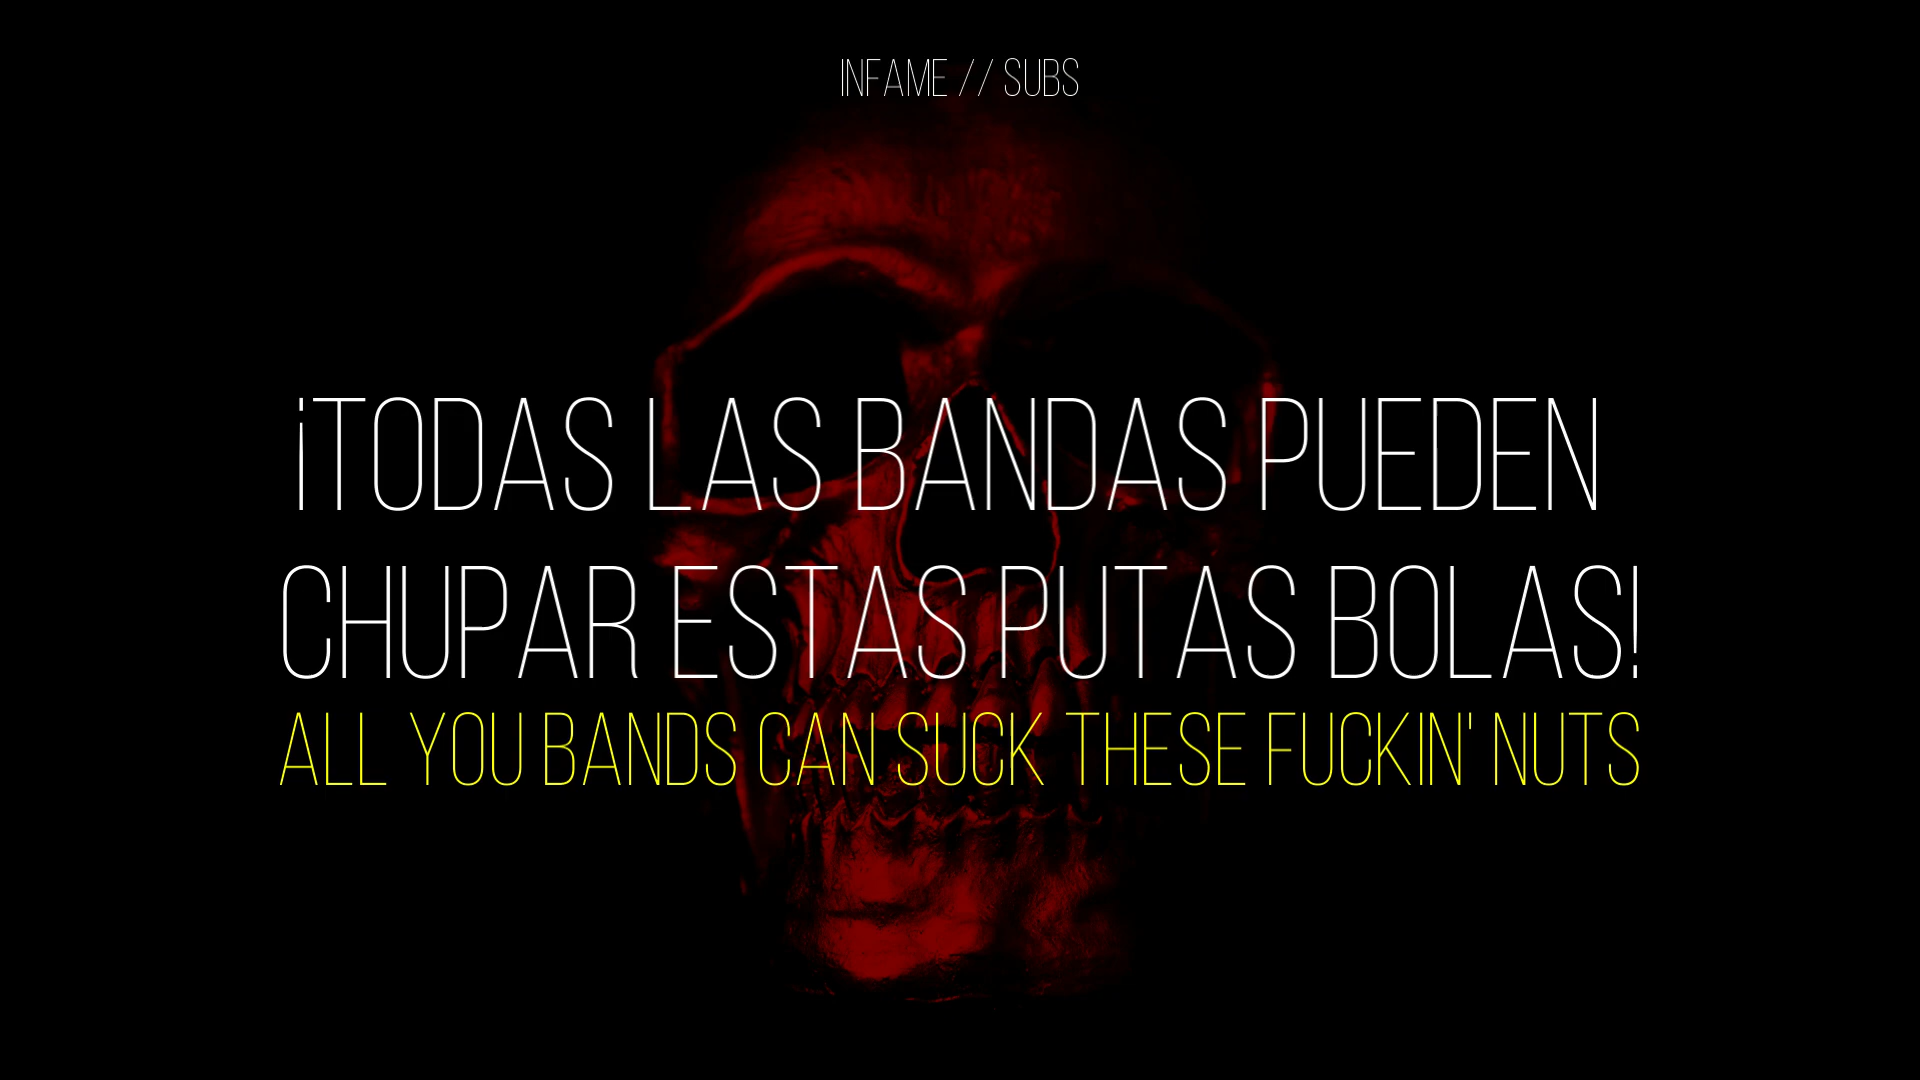 INFAME // SUBS
¡TODAS LAS BANDAS PUEDEN
CHUPAR ESTAS PUTAS BOLAS!
ALL YOU BANDS CAN SUCK THESE FUCKIN' NUTS